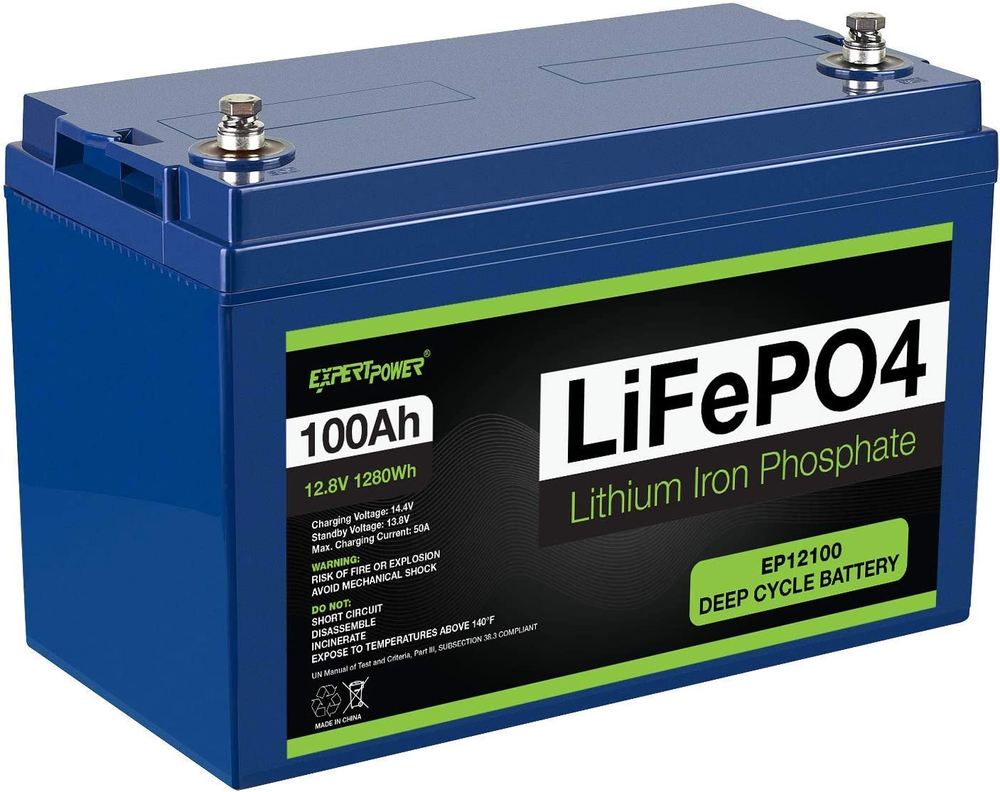 EXPERTPOWER®
100Ah
12.8V 1280Wh
Charging Voltage: 14.4V
Standby Voltage: 13.8V
Max. Charging Current: 50A
WARNING:
RISK OF FIRE OR EXPLOSION
AVOID MECHANICAL SHOCK
DO NOT:
SHORT CIRCUIT
DISASSEMBLE
INCINERATE
EXPOSE TO TEMPERATURES ABOVE 140°F
UN Manual of Test and Criteria, Part III, SUBSECTION 38.3 COMPLIANT
MADE IN CHINA
LiFePO4
Lithium Iron Phosphate
EP12100
DEEP CYCLE BATTERY